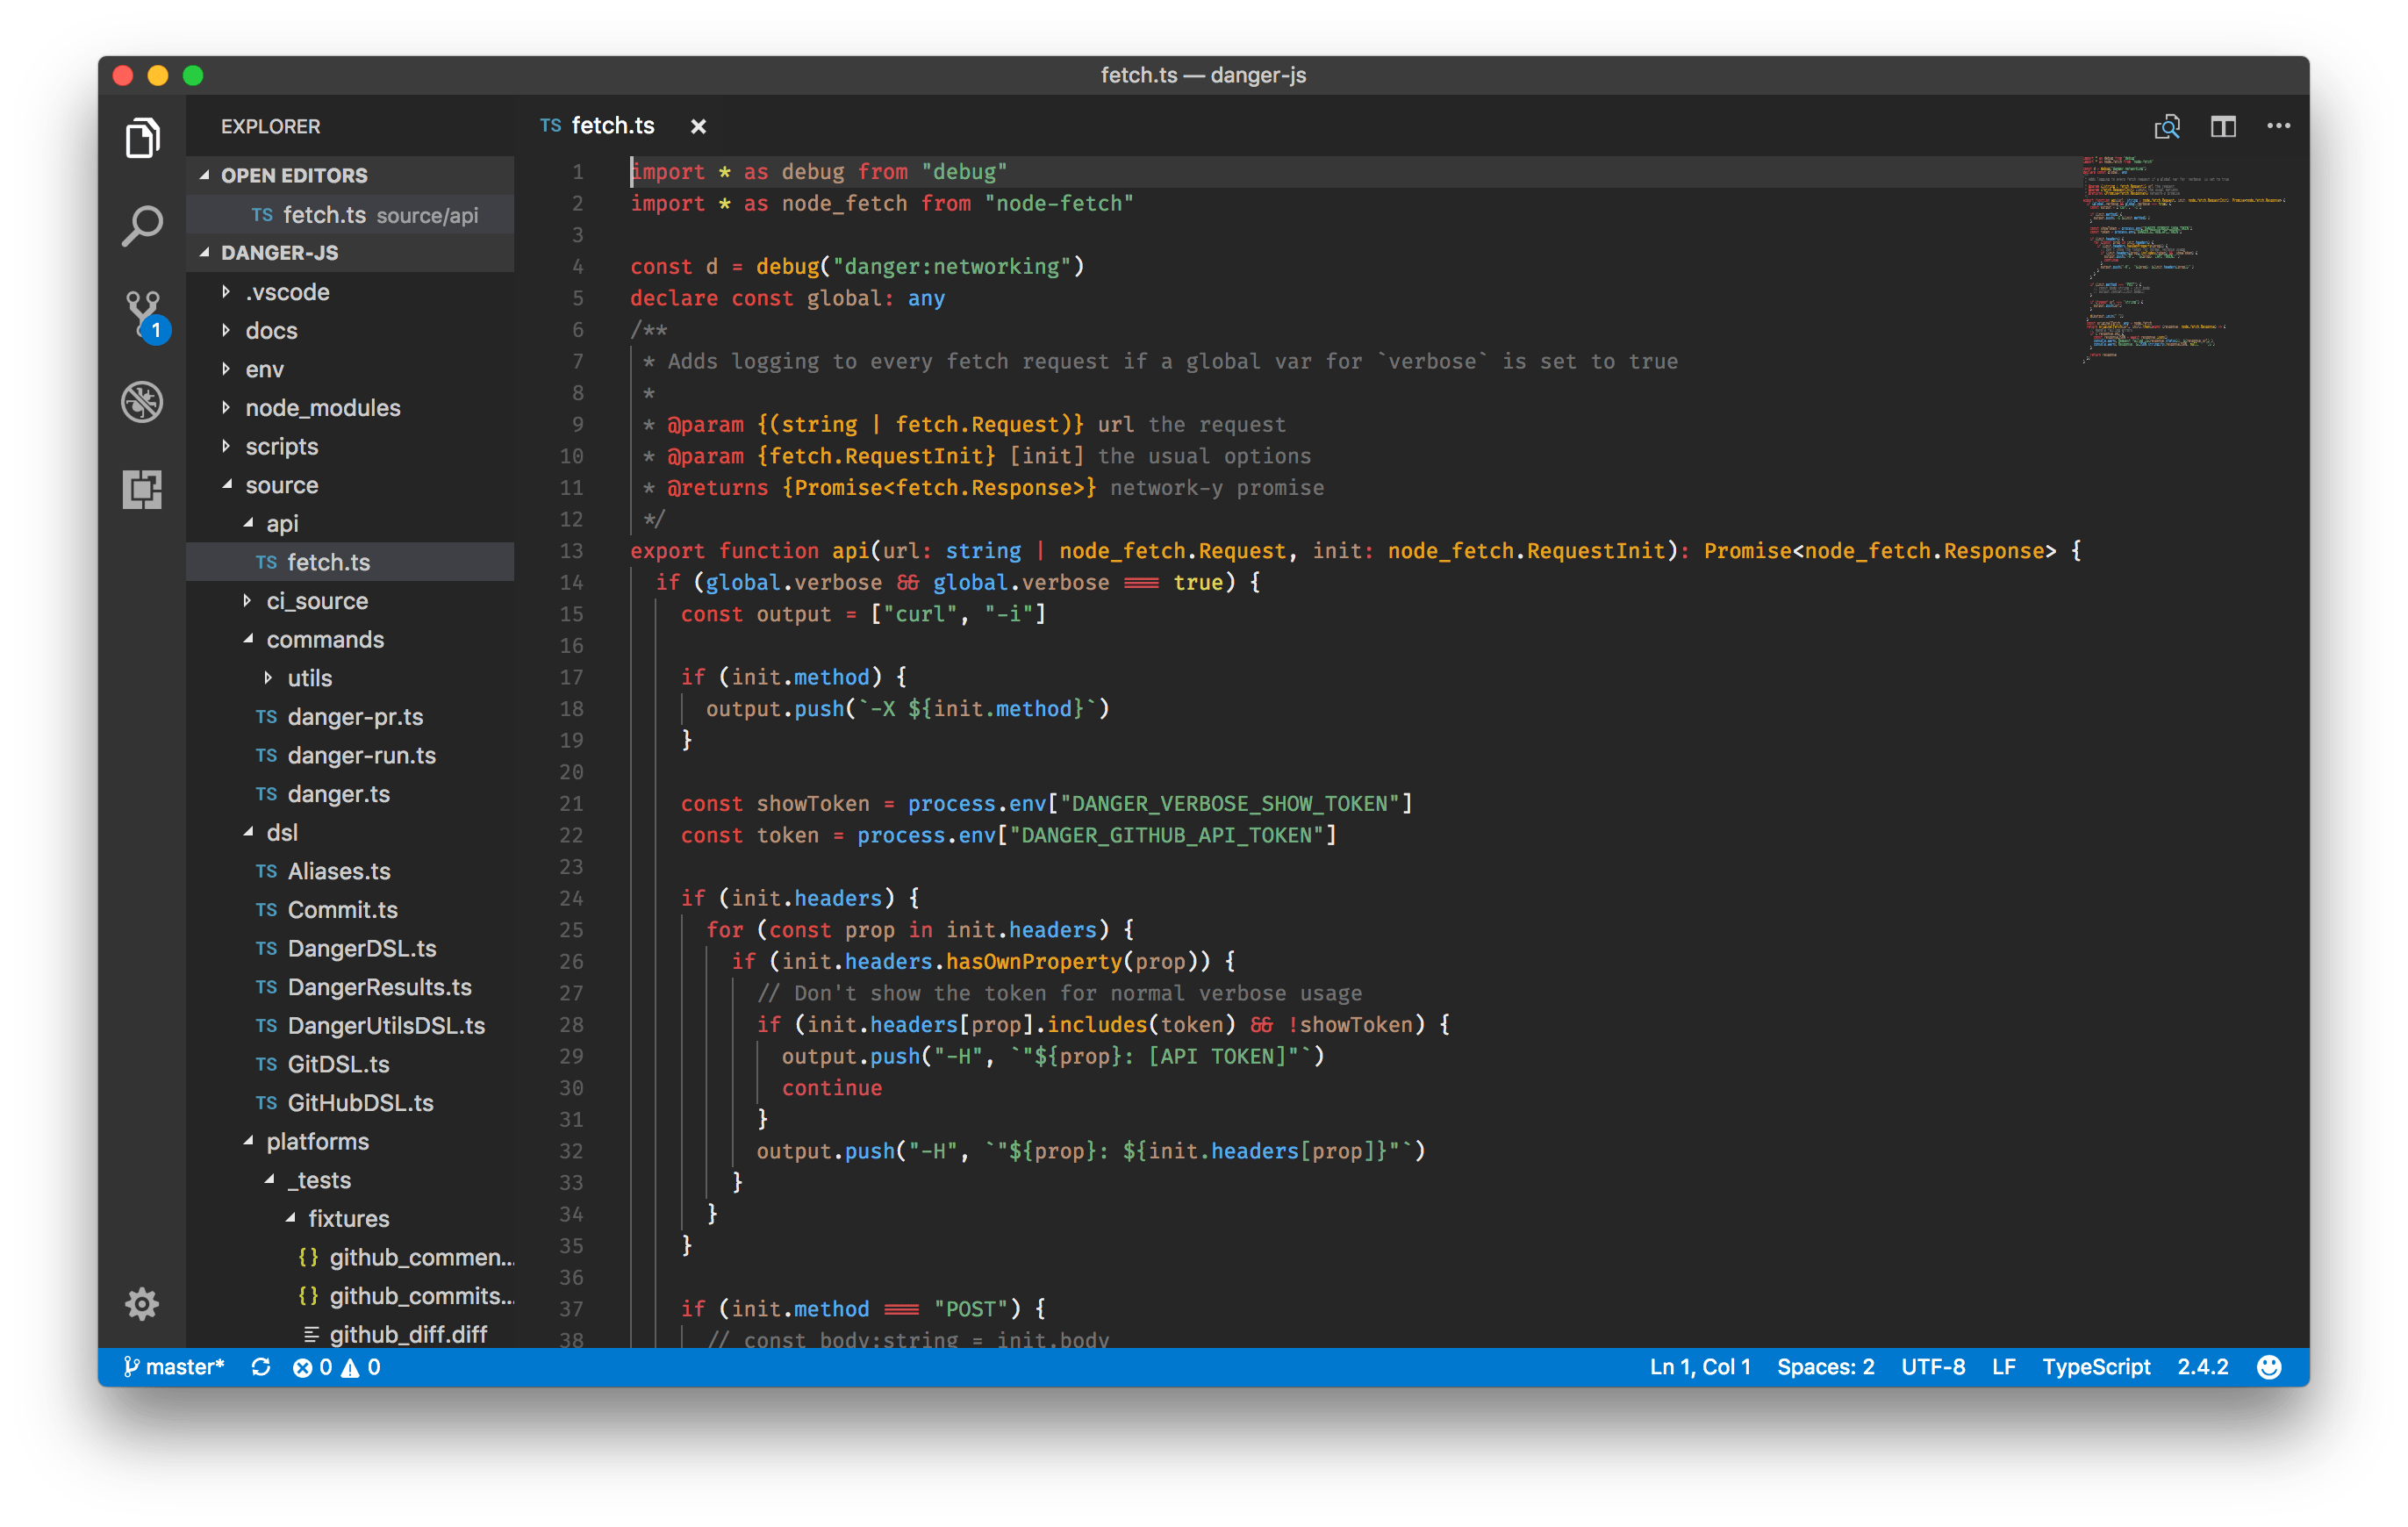 fetch.ts — danger-js
EXPLORER
OPEN EDITORS
TS fetch.ts source/api
DANGER-JS
.vscode
docs
env
node_modules
scripts
source
api
TS fetch.ts
ci_source
commands
utils
TS danger-pr.ts
TS danger-run.ts
TS danger.ts
dsl
TS Aliases.ts
TS Commit.ts
TS DangerDSL.ts
TS DangerResults.ts
TS DangerUtilsDSL.ts
TS GitDSL.ts
TS GitHubDSL.ts
platforms
_tests
fixtures
{} github_commen...
{} github_commits...
github_diff.diff
1
TS fetch.ts
1 import * as debug from "debug"
2 import * as node_fetch from "node-fetch"
3
4 const d = debug("danger:networking")
5 declare const global: any
6 /**
7 * Adds logging to every fetch request if a global var for `verbose` is set to true
8 *
9 * @param {(string | fetch.Request)} url the request
10 * @param {fetch.RequestInit} [init] the usual options
11 * @returns {Promise<fetch.Response>} network-y promise
12 */
13 export function api(url: string | node_fetch.Request, init: node_fetch.RequestInit): Promise<node_fetch.Response> {
14 if (global.verbose && global.verbose === true) {
15 const output = ["curl", "-i"]
16
17 if (init.method) {
18 output.push(`-X ${init.method}`)
19 }
20
21 const showToken = process.env["DANGER_VERBOSE_SHOW_TOKEN"]
22 const token = process.env["DANGER_GITHUB_API_TOKEN"]
23
24 if (init.headers) {
25 for (const prop in init.headers) {
26 if (init.headers.hasOwnProperty(prop)) {
27 // Don't show the token for normal verbose usage
28 if (init.headers[prop].includes(token) && !showToken) {
29 output.push("-H", `"${prop}: [API TOKEN]"`)
30 continue
31 }
32 output.push("-H", `"${prop}: ${init.headers[prop]}"`)
33 }
34 }
35 }
36
37 if (init.method === "POST") {
38 // const body:string = init.body
master* 0 0
Ln 1, Col 1 Spaces: 2 UTF-8 LF TypeScript 2.4.2